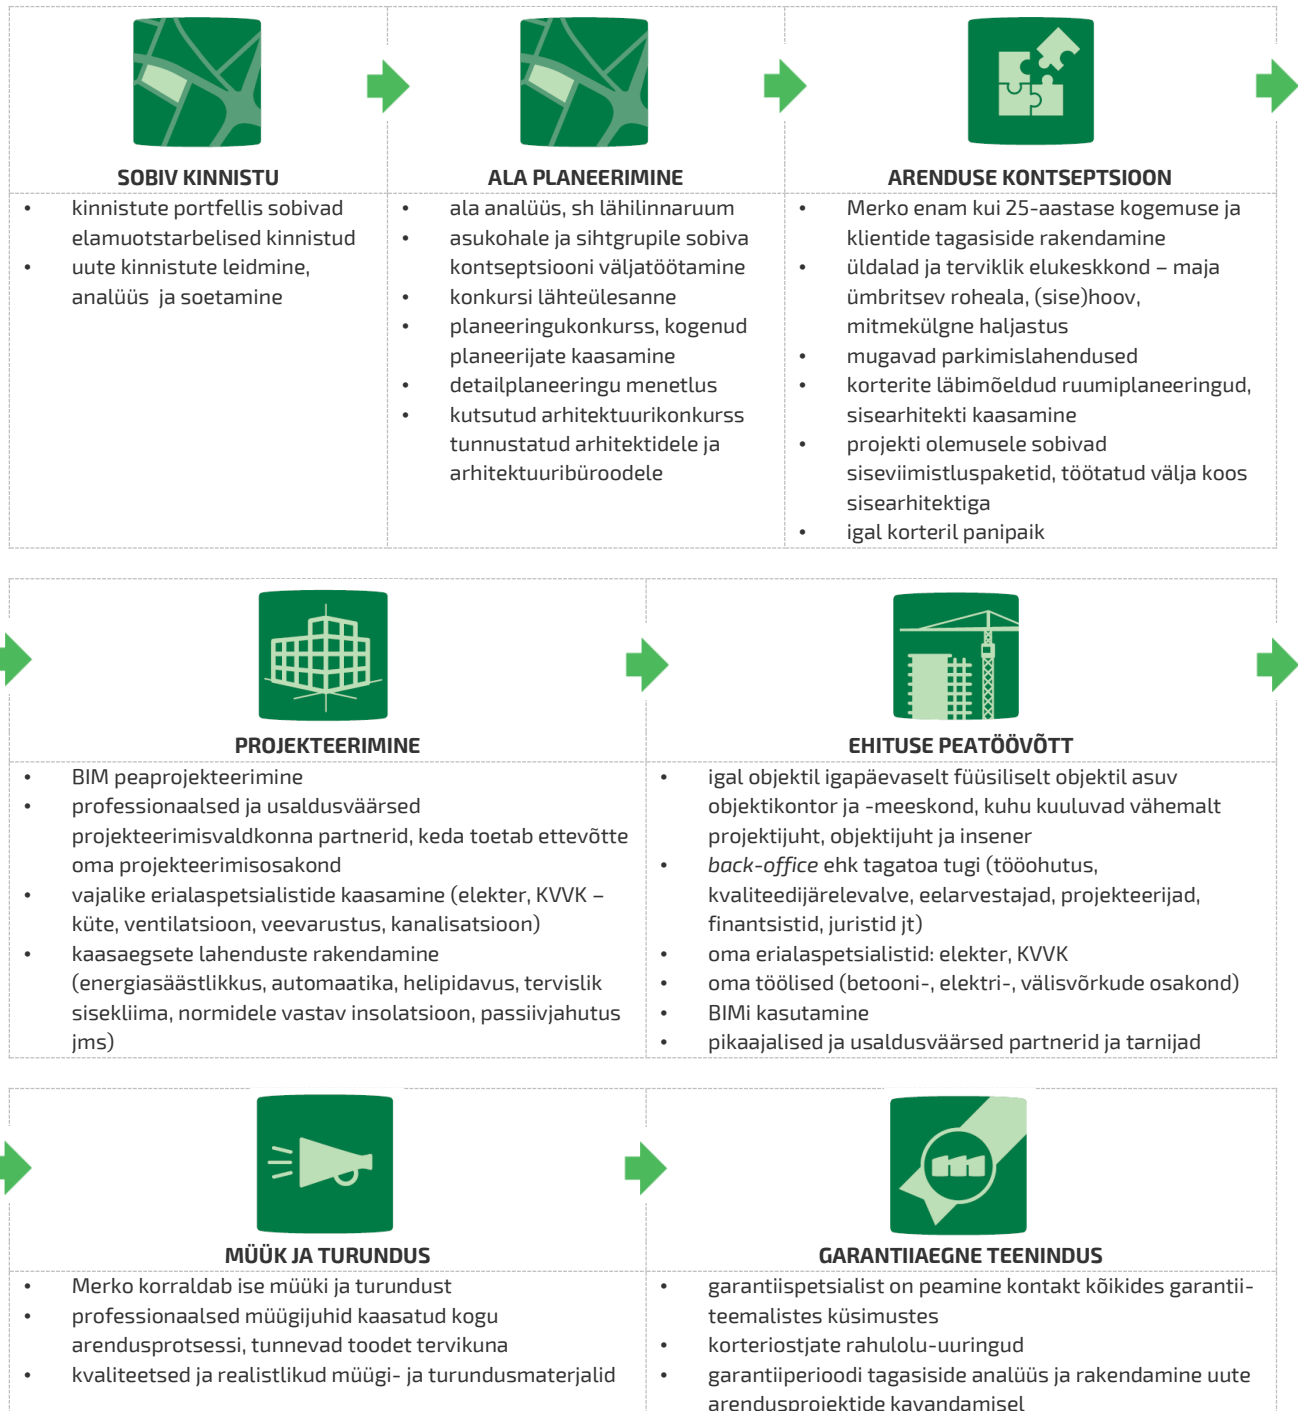 SOBIV KINNISTU
• kinnistute portfellis sobivad
elamuotstarbelised kinnistud
• uute kinnistute leidmine,
analüüs ja soetamine
ALA PLANEERIMINE
• ala analüüs, sh lähilinnaruum
• asukohale ja sihtgrupile sobiva
kontseptsiooni väljatöötamine
• konkursi lähteülesanne
• planeeringukonkurss, kogenud
planeerijate kaasamine
• detailplaneeringu menetlus
• kutsutud arhitektuurikonkurss
tunnustatud arhitektidele ja
arhitektuuribüroodele
ARENDUSE KONTSEPTSIOON
• Merko enam kui 25-aastase kogemuse ja
klientide tagasiside rakendamine
• üldalad ja terviklik elukeskkond – maja
ümbritsev roheala, (sise)hoov,
mitmekülgne haljastus
• mugavad parkimislahendused
• korterite läbimõeldud ruumiplaneeringud,
sisearhitekti kaasamine
• projekti olemusele sobivad
siseviimistluspaketid, töötatud välja koos
sisearhitektiga
• igal korteril panipaik
PROJEKTEERIMINE
• BIM peaprojekteerimine
• professionaalsed ja usaldusväärsed
projekteerimisvaldkonna partnerid, keda toetab ettevõtte
oma projekteerimisosakond
• vajalike erialaspetsialistide kaasamine (elekter, KVVK –
küte, ventilatsioon, veevarustus, kanalisatsioon)
• kaasaegsete lahenduste rakendamine
(energiasäästlikkus, automaatika, helipidavus, tervislik
sisekliima, normidele vastav insolatsioon, passiivjahutus
jms)
EHITUSE PEATÖÖVÕTT
• igal objektil igapäevaselt füüsiliselt objektil asuv
objektikontor ja -meeskond, kuhu kuuluvad vähemalt
projektijuht, objektijuht ja insener
• back-office ehk tagatoa tugi (tööohutus,
kvaliteedijärelevalve, eelarvestajad, projekteerijad,
finantsistid, juristid jt)
• oma erialaspetsialistid: elekter, KVVK
• oma töölised (betooni-, elektri-, välisvõrkude osakond)
• BIMi kasutamine
• pikaajalised ja usaldusväärsed partnerid ja tarnijad
MÜÜK JA TURUNDUS
• Merko korraldab ise müüki ja turundust
• professionaalsed müügijuhid kaasatud kogu
arendusprotsessi, tunnevad toodet tervikuna
• kvaliteetsed ja realistlikud müügi- ja turundusmaterjalid
GARANTIIAEGNE TEENINDUS
• garantiispetsialist on peamine kontakt kõikides garantii-
teemalistes küsimustes
• korteriostjate rahulolu-uuringud
• garantiiperioodi tagasiside analüüs ja rakendamine uute
arendusprojektide kavandamisel